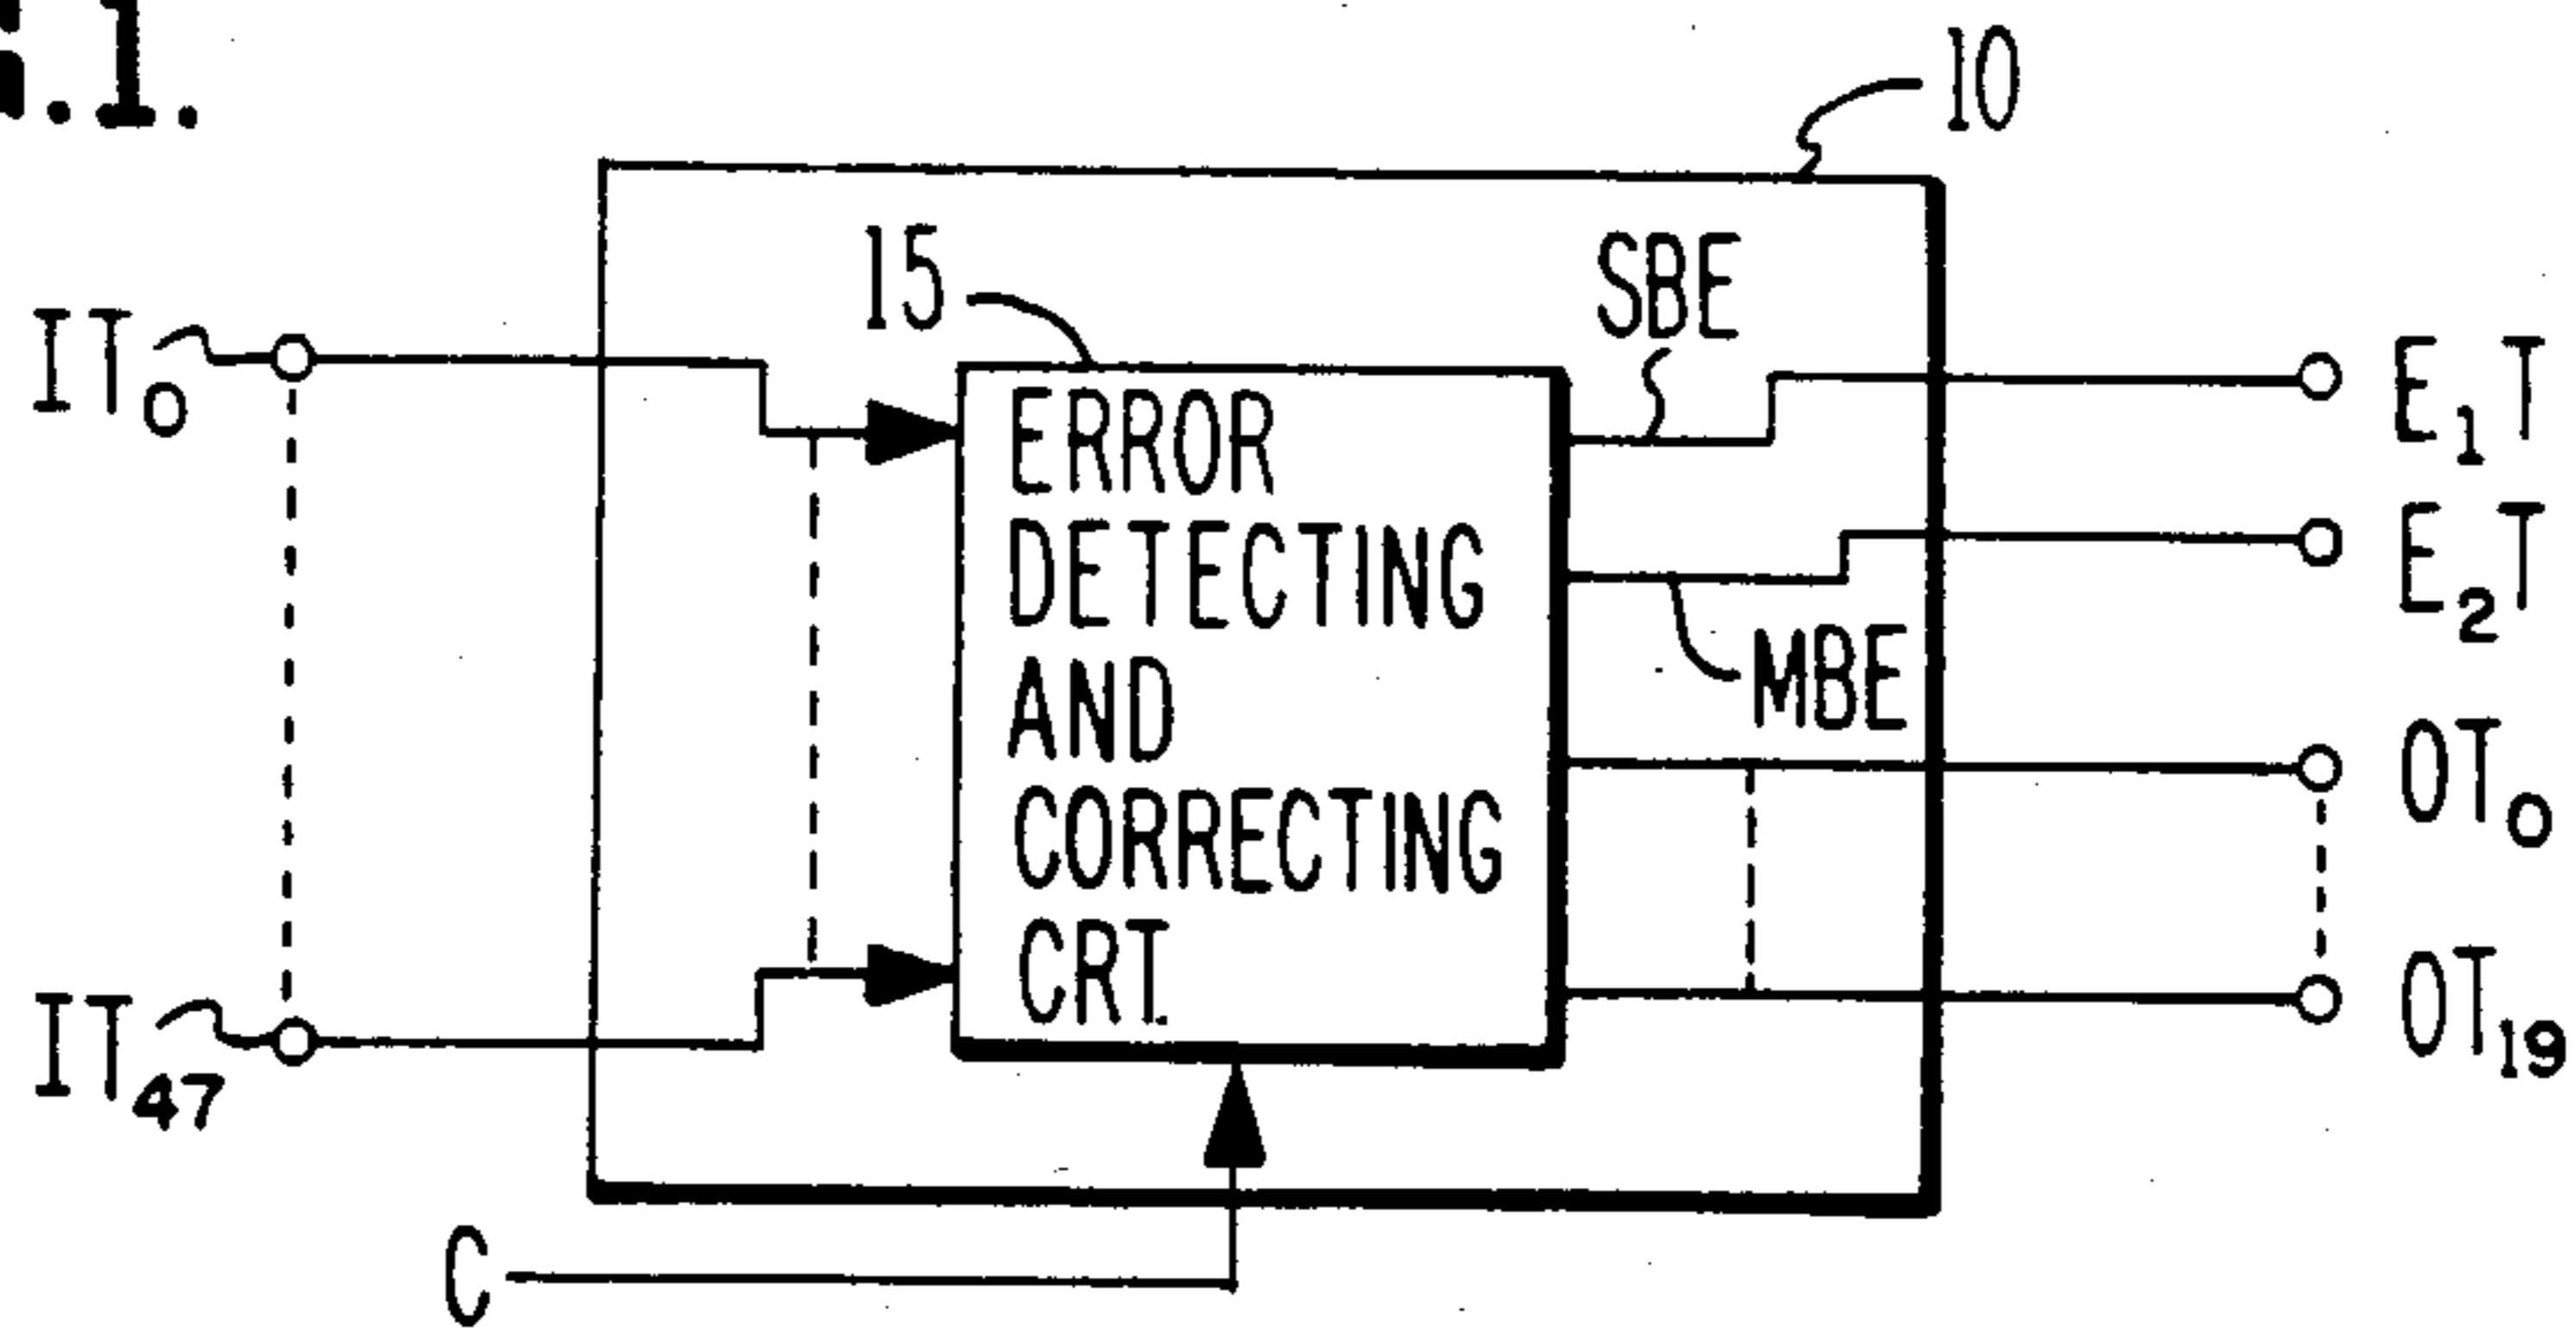 .1.
10
15
SBE
IT0
E1T
ERROR
DETECTING
AND
CORRECTING
CRT.
E2T
MBE
OT0
IT47
OT19
C